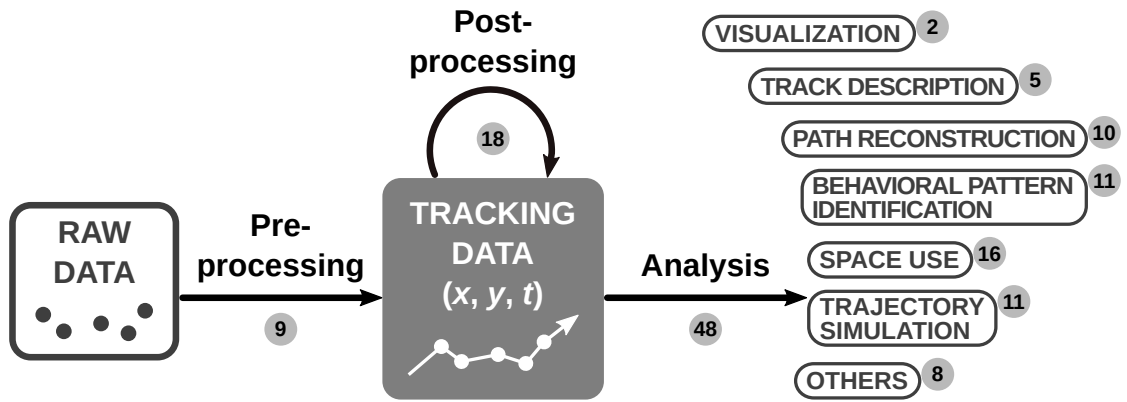 RAW
DATA
Pre-
processing
9
Post-
processing
18
TRACKING
DATA
(x, y, t)
Analysis
48
VISUALIZATION 2
TRACK DESCRIPTION 5
PATH RECONSTRUCTION 10
BEHAVIORAL PATTERN 11
IDENTIFICATION
SPACE USE 16
TRAJECTORY 11
SIMULATION
OTHERS 8